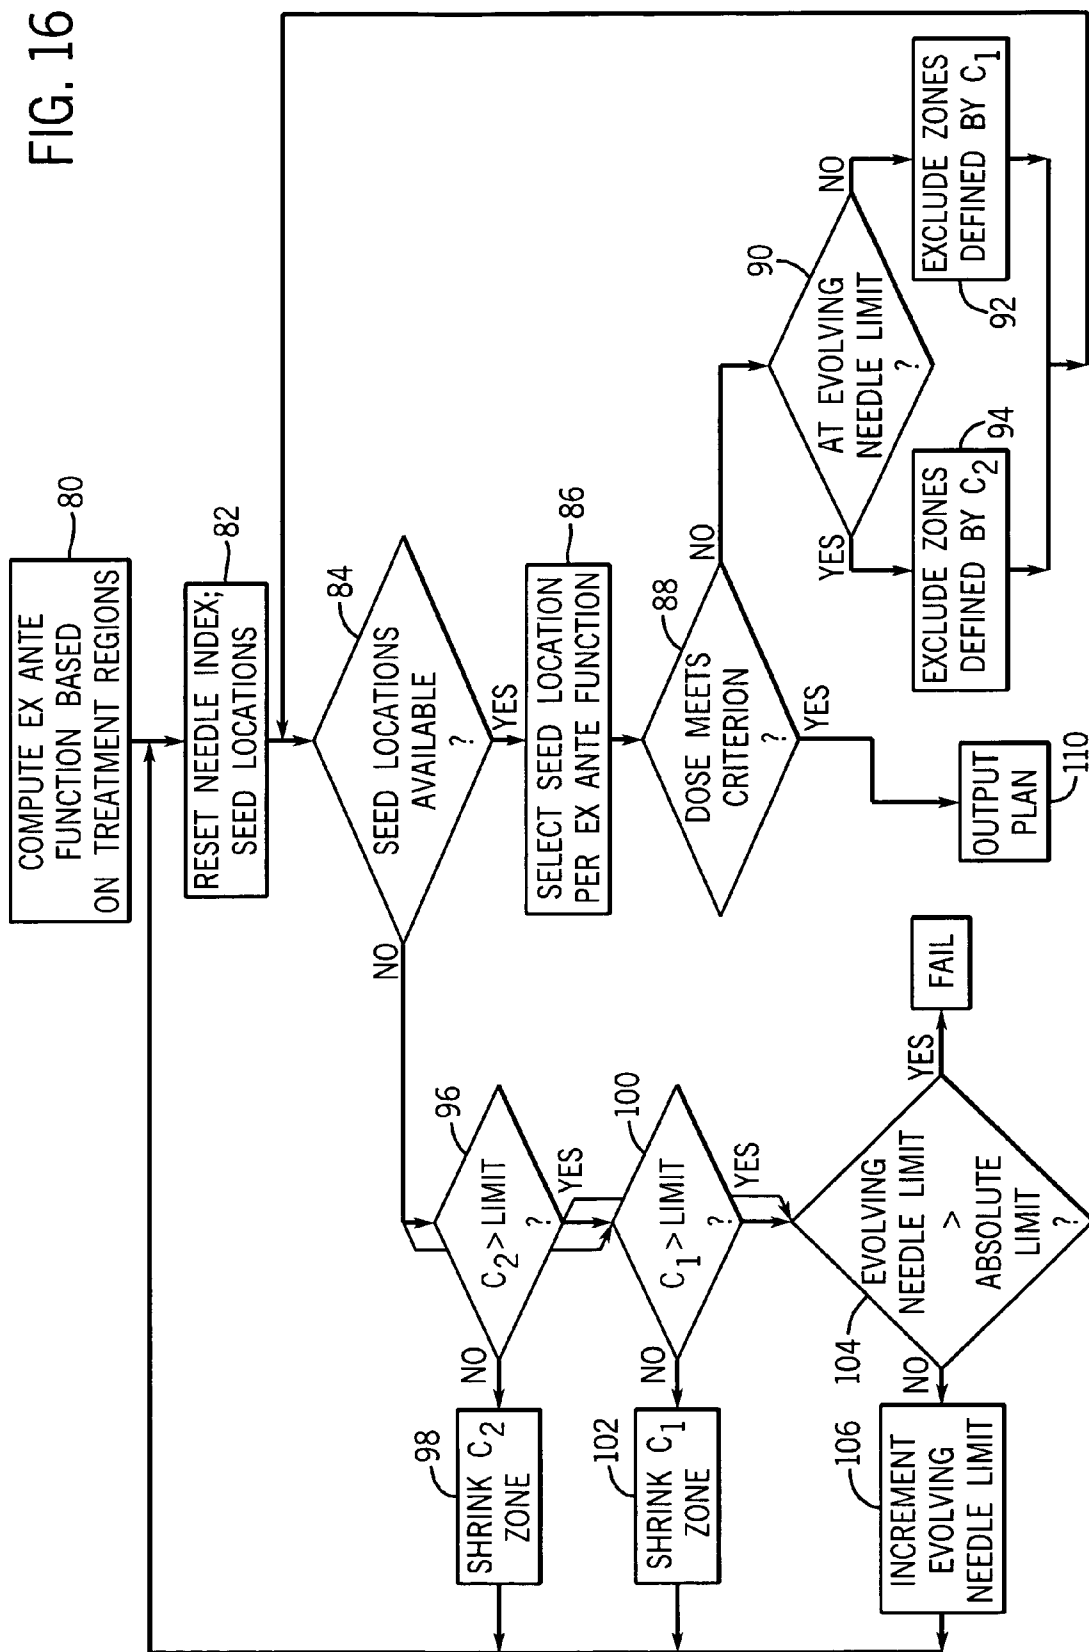 FIG. 16
COMPUTE EX ANTE
FUNCTION BASED
ON TREATMENT REGIONS
80
RESET NEEDLE INDEX;
SEED LOCATIONS
82
SEED LOCATIONS
AVAILABLE
?
84
NO
YES
SELECT SEED LOCATION
PER EX ANTE FUNCTION
86
DOSE MEETS
CRITERION
?
88
NO
YES
OUTPUT
PLAN
110
AT EVOLVING
NEEDLE LIMIT
?
90
YES
NO
EXCLUDE ZONES
DEFINED BY C2
94
EXCLUDE ZONES
DEFINED BY C1
92
C2 > LIMIT
?
96
NO
YES
SHRINK C2
ZONE
98
C1 > LIMIT
?
100
NO
YES
SHRINK C1
ZONE
102
EVOLVING
NEEDLE LIMIT
>
ABSOLUTE
LIMIT
?
104
NO
YES
FAIL
INCREMENT
EVOLVING
NEEDLE LIMIT
106